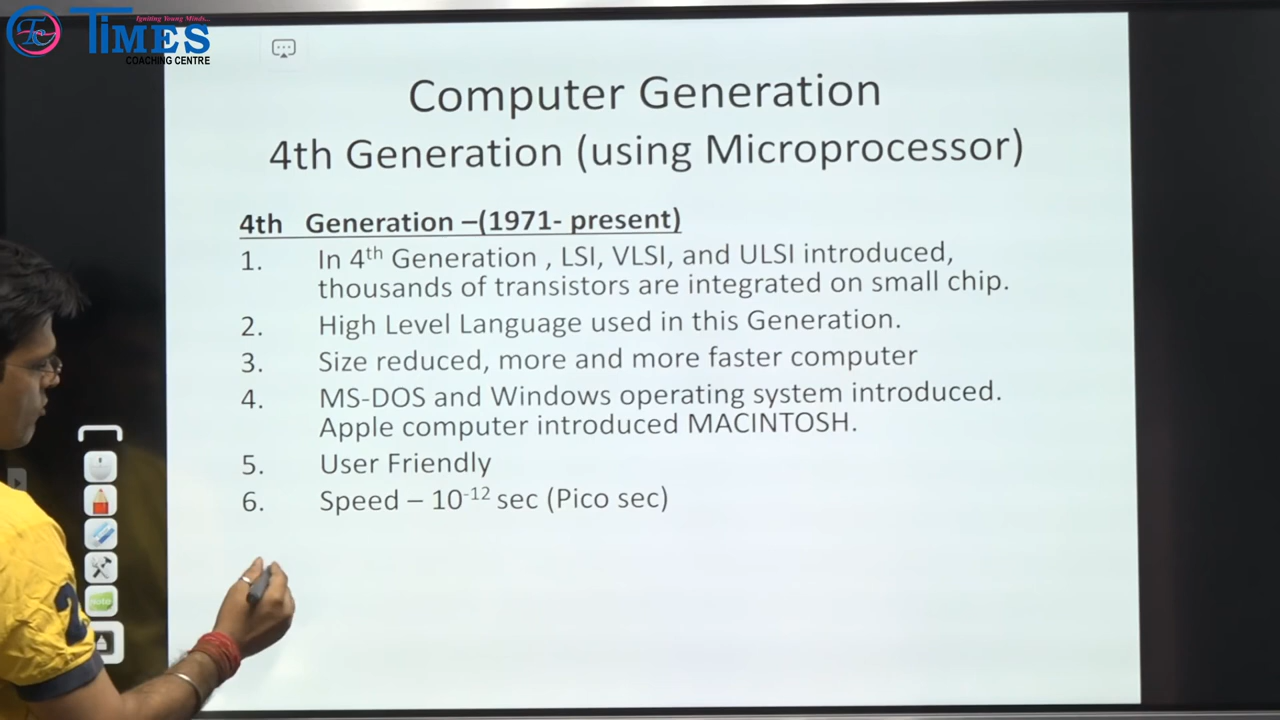 Igniting Young Minds...
TIMES
COACHING CENTRE
Computer Generation
4th Generation (using Microprocessor)
4th Generation –(1971- present)
1. In 4th Generation , LSI, VLSI, and ULSI introduced,
thousands of transistors are integrated on small chip.
2. High Level Language used in this Generation.
3. Size reduced, more and more faster computer
4. MS-DOS and Windows operating system introduced.
Apple computer introduced MACINTOSH.
5. User Friendly
6. Speed – 10-12 sec (Pico sec)